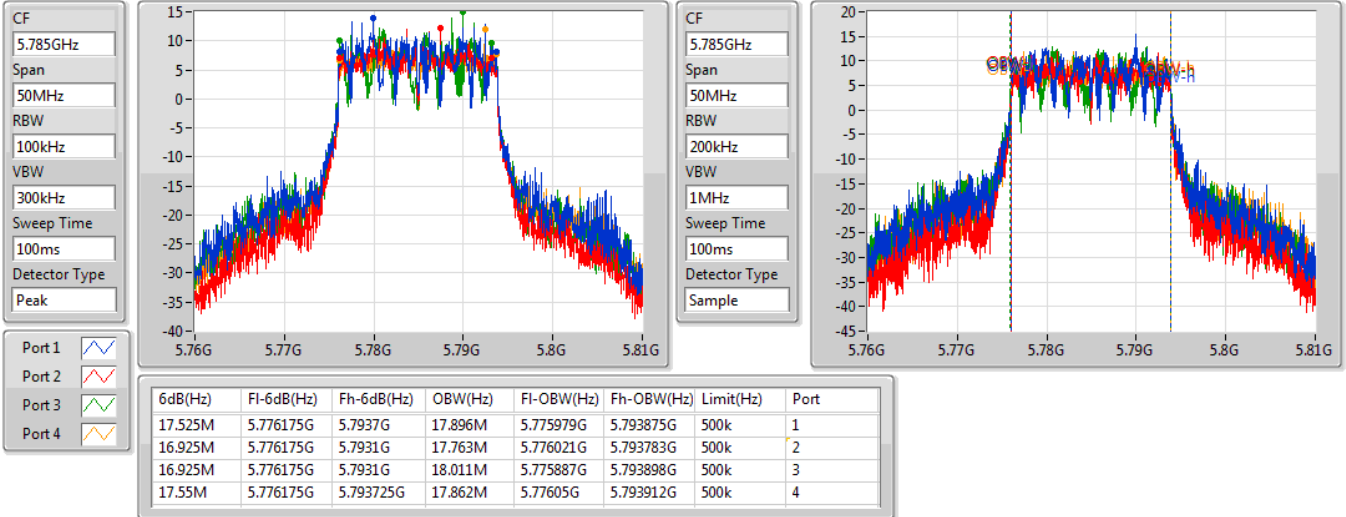 CF
5.785GHz
Span
50MHz
RBW
100kHz
VBW
300kHz
Sweep Time
100ms
Detector Type
Peak
15
10
5
0
-5
-10
-15
-20
-25
-30
-35
-40
5.76G 5.77G 5.78G 5.79G 5.8G 5.81G
CF
5.785GHz
Span
50MHz
RBW
200kHz
VBW
1MHz
Sweep Time
100ms
Detector Type
Sample
20
15
10
5
0
-5
-10
-15
-20
-25
-30
-35
-40
-45
5.76G 5.77G 5.78G 5.79G 5.8G 5.81G
OBW-h
Port 1
Port 2
Port 3
Port 4
6dB(Hz) Fl-6dB(Hz) Fh-6dB(Hz) OBW(Hz) Fl-OBW(Hz) Fh-OBW(Hz) Limit(Hz) Port
17.525M 5.776175G 5.7937G 17.896M 5.775979G 5.793875G 500k 1
16.925M 5.776175G 5.7931G 17.763M 5.776021G 5.793783G 500k 2
16.925M 5.776175G 5.7931G 18.011M 5.775887G 5.793898G 500k 3
17.55M 5.776175G 5.793725G 17.862M 5.77605G 5.793912G 500k 4